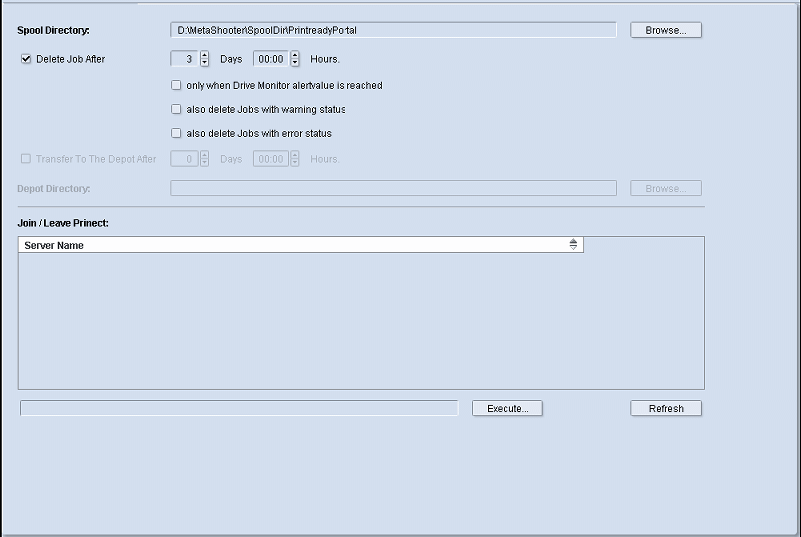 Spool Directory: D:\MetaShooter\SpoolDir\PrintreadyPortal Browse...
Delete Job After 3 Days 00:00 Hours.
only when Drive Monitor alertvalue is reached
also delete Jobs with warning status
also delete Jobs with error status
Transfer To The Depot After 0 Days 00:00 Hours.
Depot Directory: Browse...
Join / Leave Prinect:
Server Name
Execute... Refresh